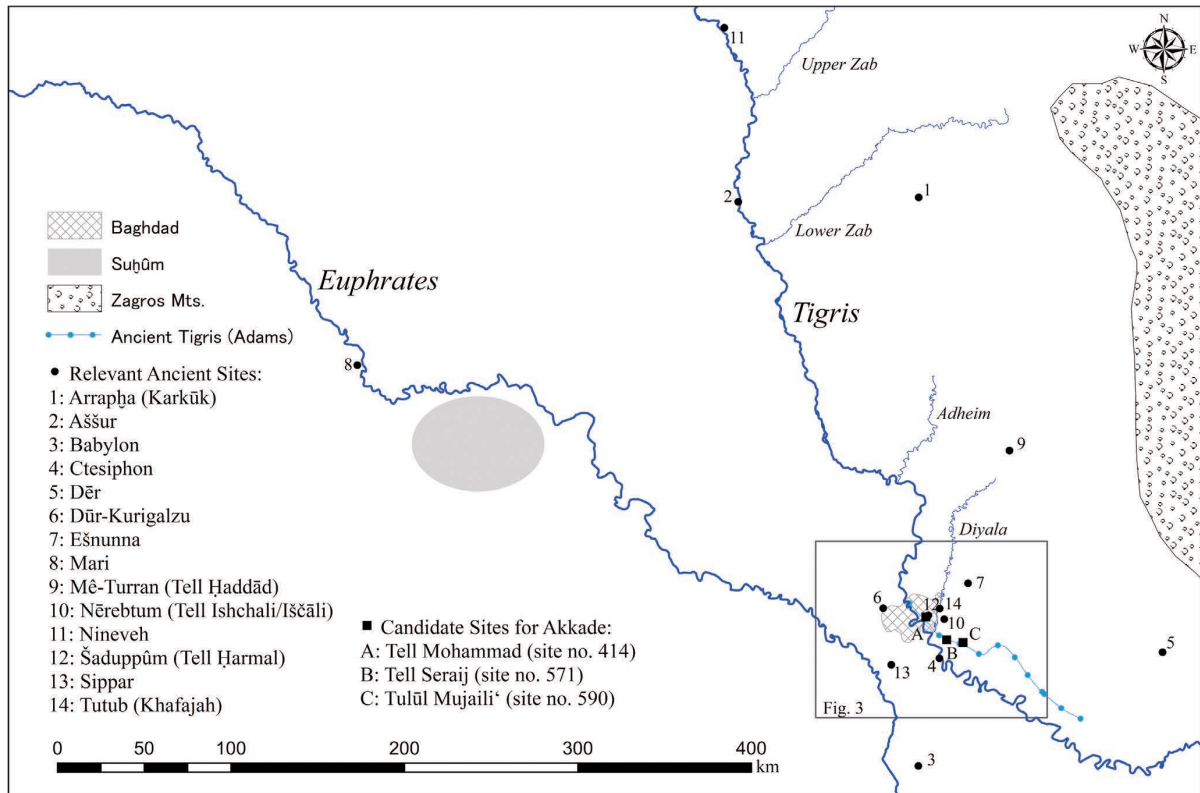 N
W E
S
11
Upper Zab
1
2
Lower Zab
Baghdad
Suḫûm
Zagros Mts.
Ancient Tigris (Adams)
Euphrates
Tigris
8
Adheim
9
Diyala
Relevant Ancient Sites:
1: Arrapḫa (Karkūk)
2: Aššur
3: Babylon
4: Ctesiphon
5: Dēr
6: Dūr-Kurigalzu
7: Ešnunna
8: Mari
9: Mê-Turran (Tell Ḥaddād)
10: Nērebtum (Tell Ishchali/Iščāli)
11: Nineveh
12: Šaduppûm (Tell Ḥarmal)
13: Sippar
14: Tutub (Khafajah)
Candidate Sites for Akkade:
A: Tell Mohammad (site no. 414)
B: Tell Seraij (site no. 571)
C: Tulūl Mujaili‘ (site no. 590)
7
6
12
14
10
A
B
C
13
4
5
Fig. 3
3
0 50 100 200 300 400
km